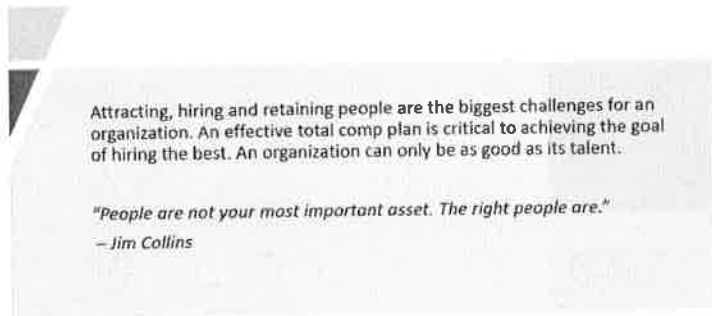 Attracting, hiring and retaining people are the biggest challenges for an
organization. An effective total comp plan is critical to achieving the goal
of hiring the best. An organization can only be as good as its talent.
"People are not your most important asset. The right people are."
– Jim Collins